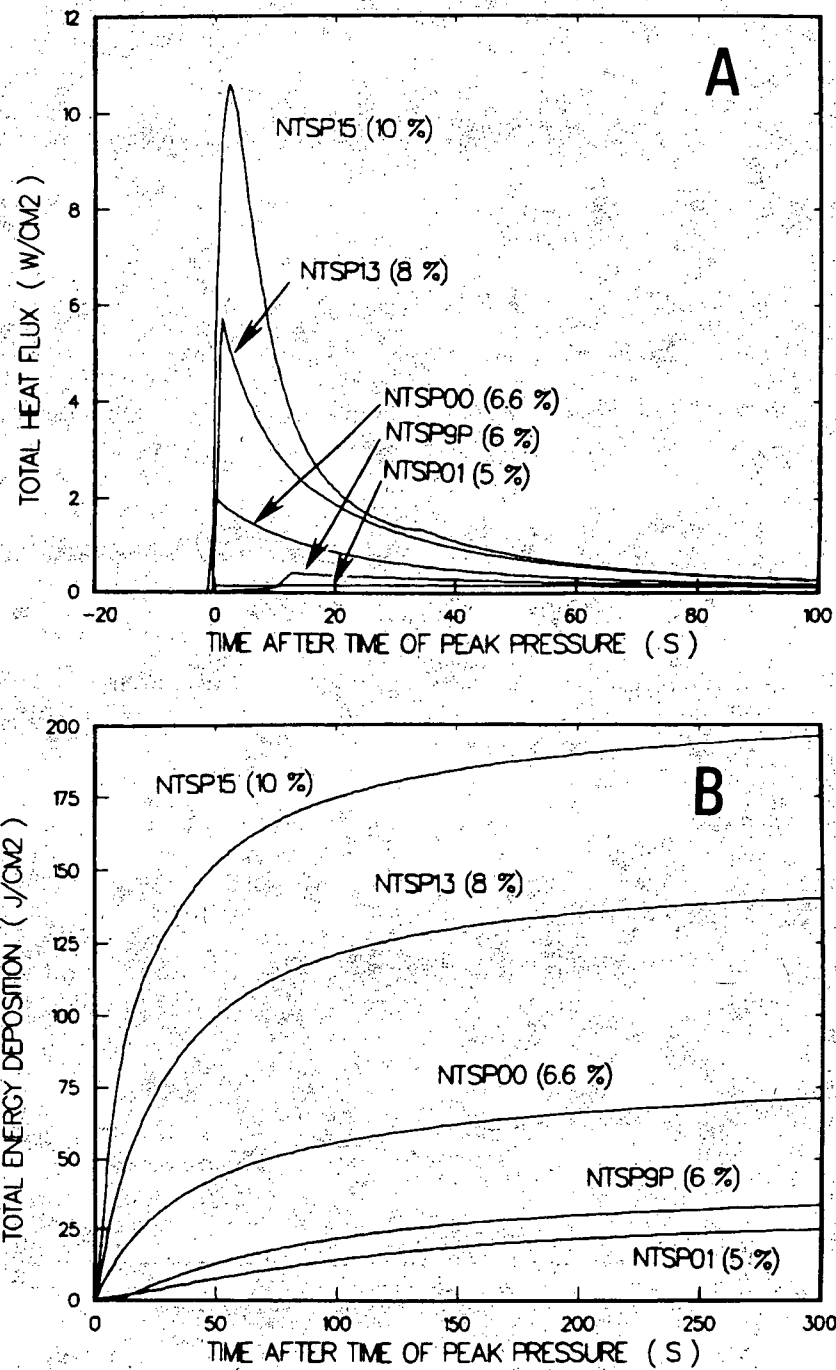 A
12
10
8
6
4
2
0
TOTAL HEAT FLUX ( W/CM2 )
NTSP15 (10 %)
NTSP13 (8 %)
NTSP00 (6.6 %)
NTSP9P (6 %)
NTSP01 (5 %)
-20 0 20 40 60 80 100
TIME AFTER TIME OF PEAK PRESSURE ( S )
B
200
175
150
125
100
75
50
25
0
TOTAL ENERGY DEPOSITION ( J/CM2 )
NTSP15 (10 %)
NTSP13 (8 %)
NTSP00 (6.6 %)
NTSP9P (6 %)
NTSP01 (5 %)
0 50 100 150 200 250 300
TIME AFTER TIME OF PEAK PRESSURE ( S )